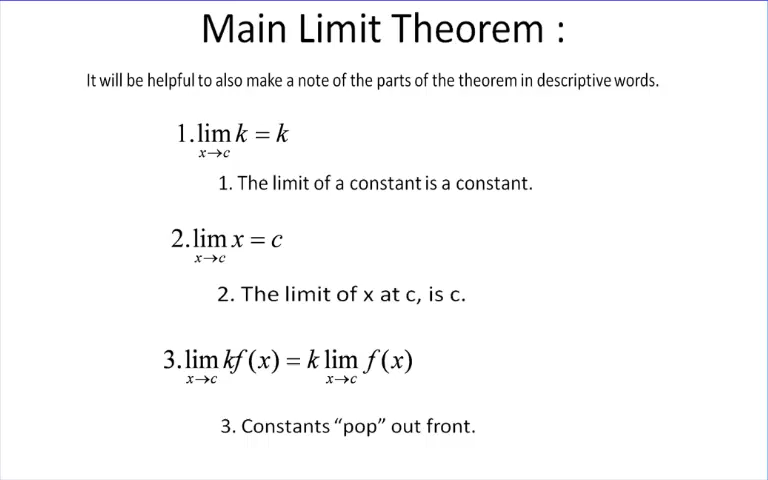 Main Limit Theorem :
It will be helpful to also make a note of the parts of the theorem in descriptive words.
1. lim k = k
x→c
1. The limit of a constant is a constant.
2. lim x = c
x→c
2. The limit of x at c, is c.
3. lim kf(x) = k lim f(x)
x→c x→c
3. Constants “pop” out front.